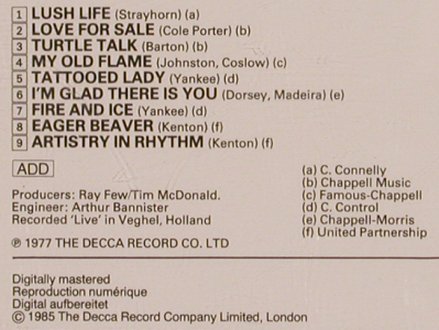 1 LUSH LIFE (Strayhorn) (a)
2 LOVE FOR SALE (Cole Porter) (b)
3 TURTLE TALK (Barton) (b)
4 MY OLD FLAME (Johnston, Coslow) (c)
5 TATTOOED LADY (Yankee) (d)
6 I'M GLAD THERE IS YOU (Dorsey, Madeira) (e)
7 FIRE AND ICE (Yankee) (d)
8 EAGER BEAVER (Kenton) (f)
9 ARTISTRY IN RHYTHM (Kenton) (f)
ADD
Producers: Ray Few/Tim McDonald.
Engineer: Arthur Bannister
Recorded 'Live' in Veghel, Holland
℗ 1977 THE DECCA RECORD CO. LTD
(a) C. Connelly
(b) Chappell Music
(c) Famous-Chappell
(d) C. Control
(e) Chappell-Morris
(f) United Partnership
Digitally mastered
Reproduction numérique
Digital aufbereitet
© 1985 The Decca Record Company Limited, London